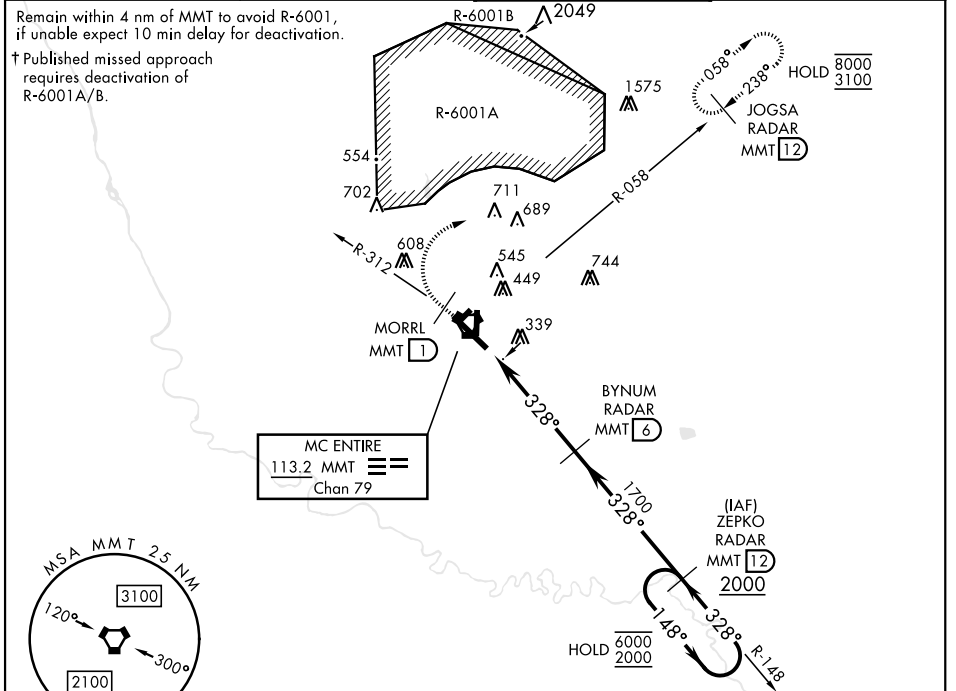 Remain within 4 nm of MMT to avoid R-6001,
if unable expect 10 min delay for deactivation.
† Published missed approach
requires deactivation of
R-6001A/B.
R-6001B
2049
058°
238°
HOLD 8000
3100
1575
JOGSA
RADAR
MMT 12
R-6001A
554
702
711
689
R-058
R-312
608
545
449
744
339
MORRL
MMT 1
328°
BYNUM
RADAR
MMT 6
MC ENTIRE
113.2 MMT
Chan 79
1700
328°
(IAF)
ZEPKO
RADAR
MMT 12
2000
MSA MMT 25 NM
3100
120°
300°
2100
148°
328°
HOLD 6000
2000
R-148